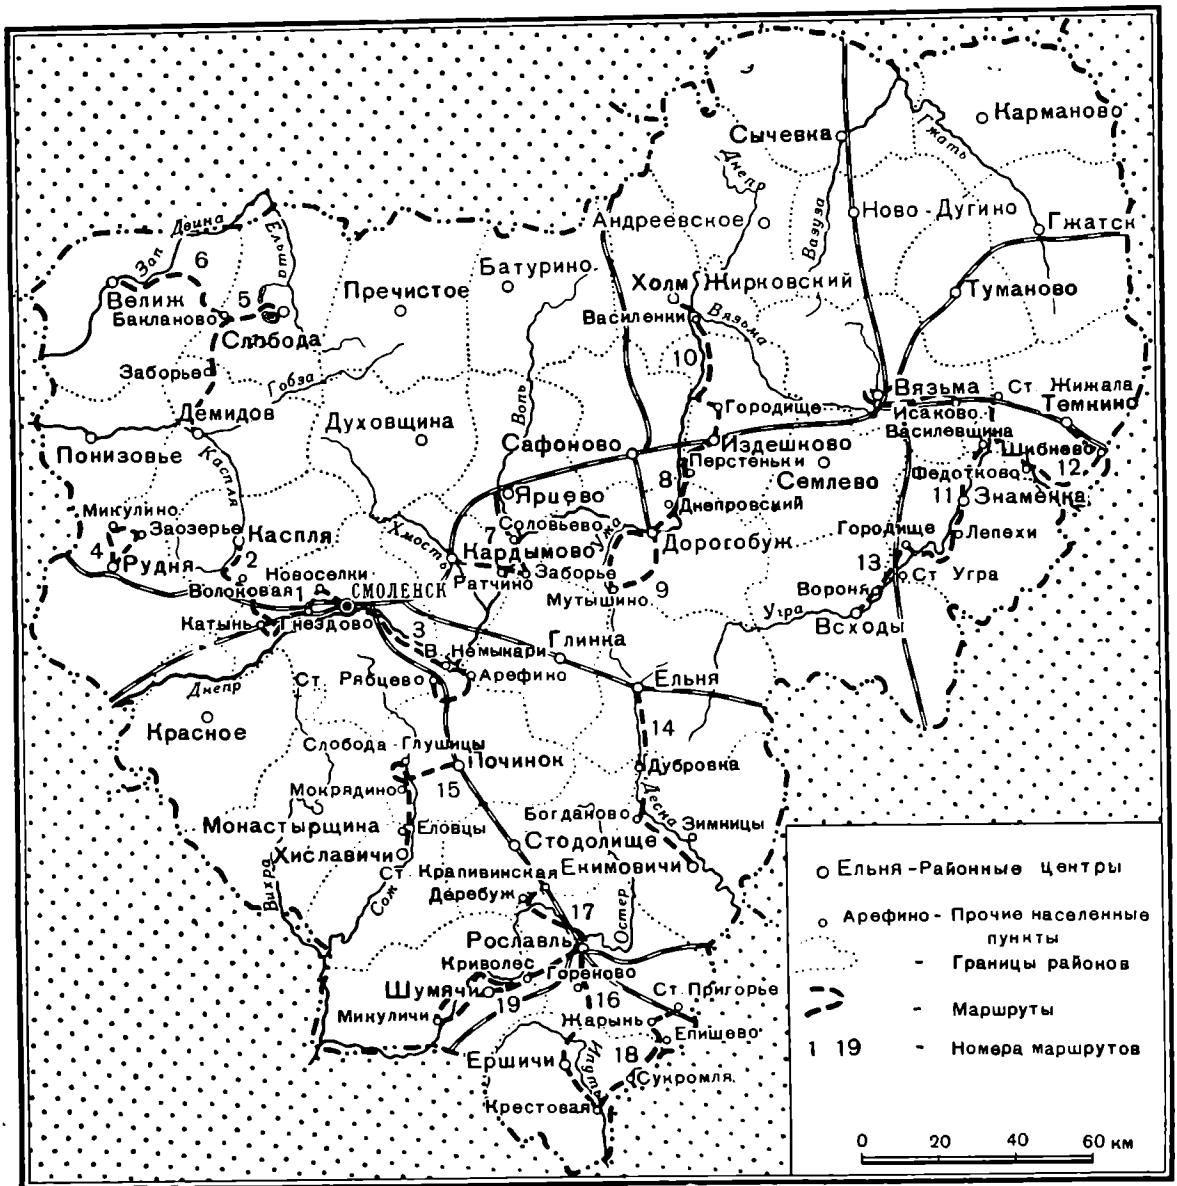 Карманово
Сычевка
Гжать
Днепр
Андреевское
Вазуза
Ново-Дугино
Гжатск
Зап Двина
Ельша
6
Батурино
Холм Жирковский
Туманово
Велиж
5
Пречистое
Бакланово
Слобода
Василенки
Вязьма
10
Заборье
Гобза
Вопь
Вязьма
Ст Жижала
Городище
Исаково
Темкино
Демидов
Духовщина
Василевщина
Сафоново
Издешково
Шибнево
Понизовье
Каспля
Перстеньки
8
Семлево
Федотково
12
Ярцево
11
Знаменка
Микулино
Днепровский
Заозерье
Соловьево
Ужа
Каспля
Хмость
7
Дорогобуж
Городище
Лепехи
4
Рудня
2
Кардымово
13
Ст Угра
Новоселки
Ратчино
Заборье
9
Волоковая
1
СМОЛЕНСК
Мутышино
Вороня
Угра
Катынь
Гнездово
3
Глинка
Всходы
В. Немыкари
Днепр
Ст. Рябцево
Арефино
Ельня
Красное
14
Слобода-Глушицы
Починок
Дубровка
Мокрядино
15
Десна
Богданово
Зимницы
Монастырщина
Еловцы
Стодолище
Хиславичи
Екимовичи
Вихра
Сож
Ст. Крапивинская
Деребуж
17
Остер
Рославль
Криволес
Гореново
Шумячи
19
16
Ст. Пригорье
Микуличи
Жарынь
Епишево
Ершичи
Ипуть
18
Сукромля
Крестовая
Ельня - Районные центры
Арефино - Прочие населенные
пункты
- Границы районов
- Маршруты
1 19 - Номера маршрутов
0 20 40 60 км